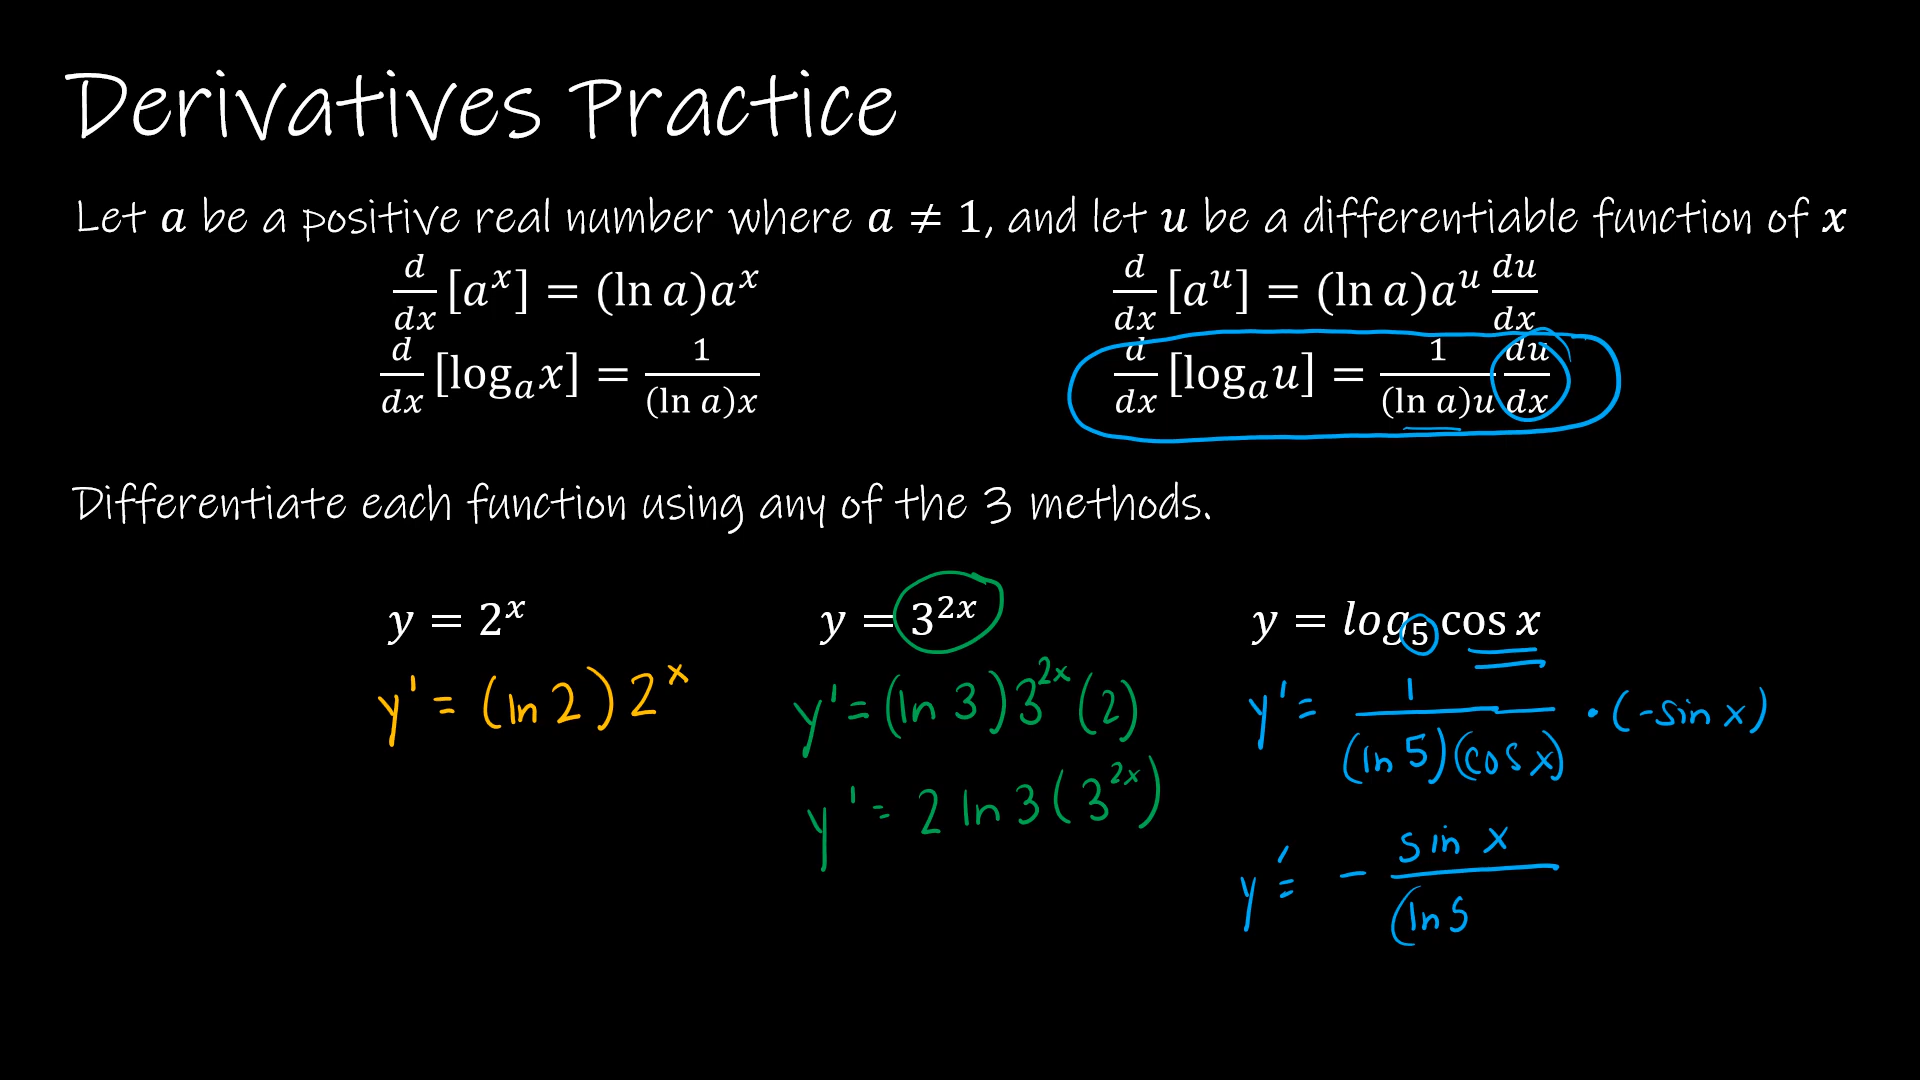 Derivatives Practice
Let a be a positive real number where a ≠ 1, and let u be a differentiable function of x
d/dx [a^x] = (ln a)a^x
d/dx [a^u] = (ln a)a^u du/dx
d/dx [log_a x] = 1/((ln a)x)
d/dx [log_a u] = 1/((ln a)u) du/dx
Differentiate each function using any of the 3 methods.
y = 2^x
y' = (ln 2) 2^x
y = 3^(2x)
y' = (ln 3) 3^(2x) (2)
y' = 2 ln 3 (3^(2x))
y = log_5 cos x
y' = 1/((ln 5)(cos x)) · (-sin x)
y' = - sin x/(ln 5